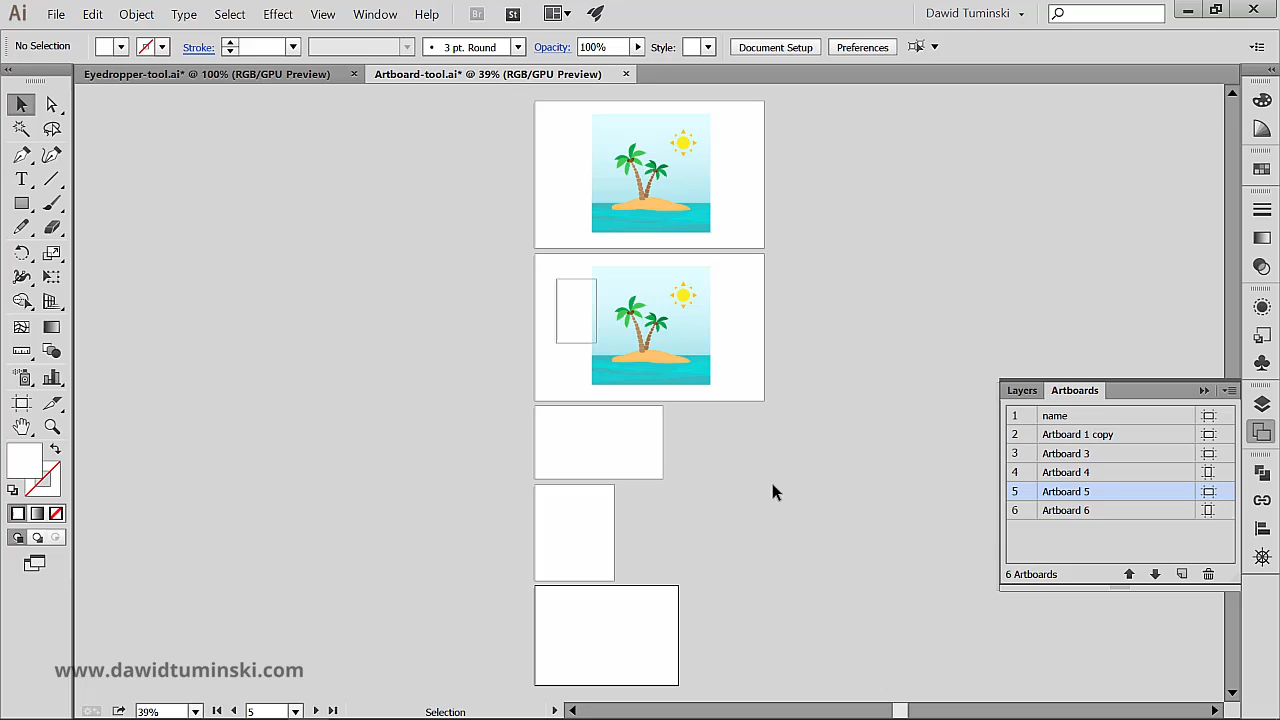 Ai File Edit Object Type Select Effect View Window Help Br St Dawid Tuminski
No Selection Stroke: 3 pt. Round Opacity: 100% Style: Document Setup Preferences
Eyedropper-tool.ai* @ 100% (RGB/GPU Preview) Artboard-tool.ai* @ 39% (RGB/GPU Preview)
Layers Artboards
1 name
2 Artboard 1 copy
3 Artboard 3
4 Artboard 4
5 Artboard 5
6 Artboard 6
6 Artboards
www.dawidtuminski.com
39% 5 Selection